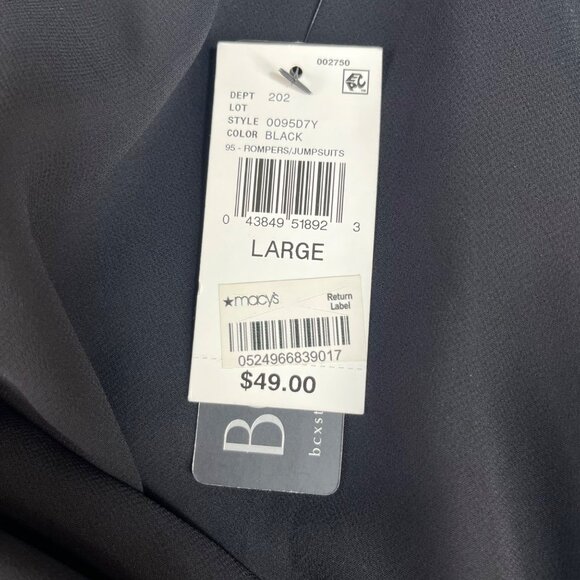 002750
DEPT 202
LOT
STYLE 0095D7Y
COLOR BLACK
95 - ROMPERS/JUMPSUITS
0 43849 51892 3
LARGE
★macy's Return
Label
0524966839017
$49.00
B
bcxst